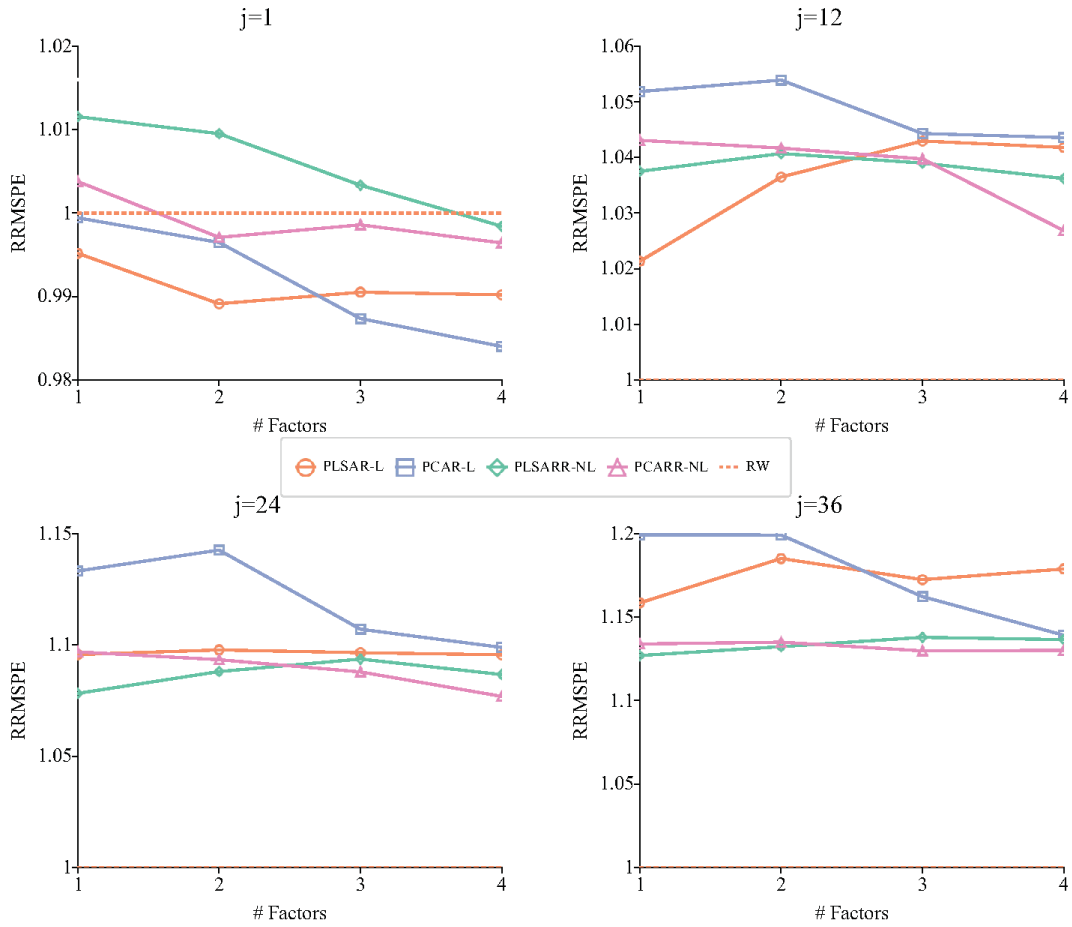 j=1
1.02
1.01
1
0.99
0.98
RRMSPE
1 2 3 4
# Factors
j=12
1.06
1.05
1.04
1.03
1.02
1.01
1
RRMSPE
1 2 3 4
# Factors
PLSAR-L PCAR-L PLSARR-NL PCARR-NL RW
j=24
1.15
1.1
1.05
1
RRMSPE
1 2 3 4
# Factors
j=36
1.2
1.15
1.1
1.05
1
RRMSPE
1 2 3 4
# Factors